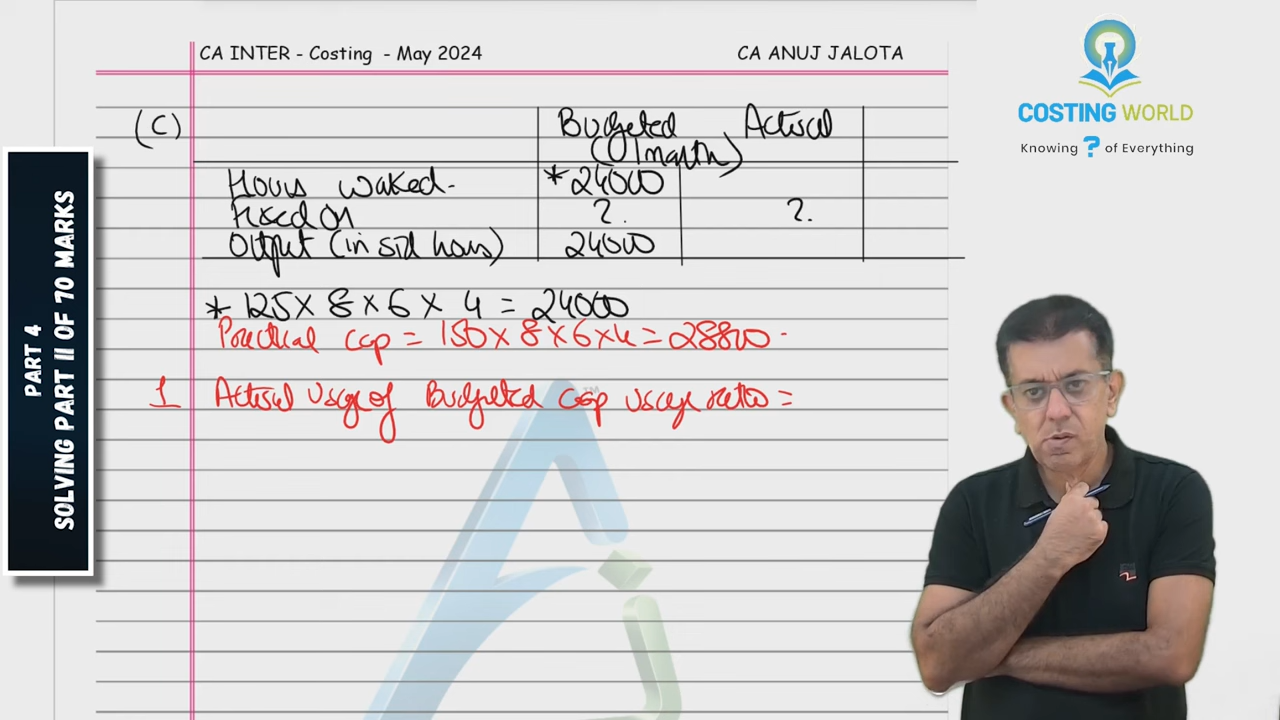 CA INTER - Costing - May 2024
CA ANUJ JALOTA
COSTING WORLD
Knowing ? of Everything
PART 4
SOLVING PART II OF 70 MARKS
(C)
Budgeted Actual
(1 month)
Hours worked- *24000
Fixed OH ? ?
Output (in std hours) 24000
* 125 x 8 x 6 x 4 = 24000
Practical cap = 150 x 8 x 6 x 4 = 28800
1 Actual Usage of Budgeted cap usage ratio =
TM